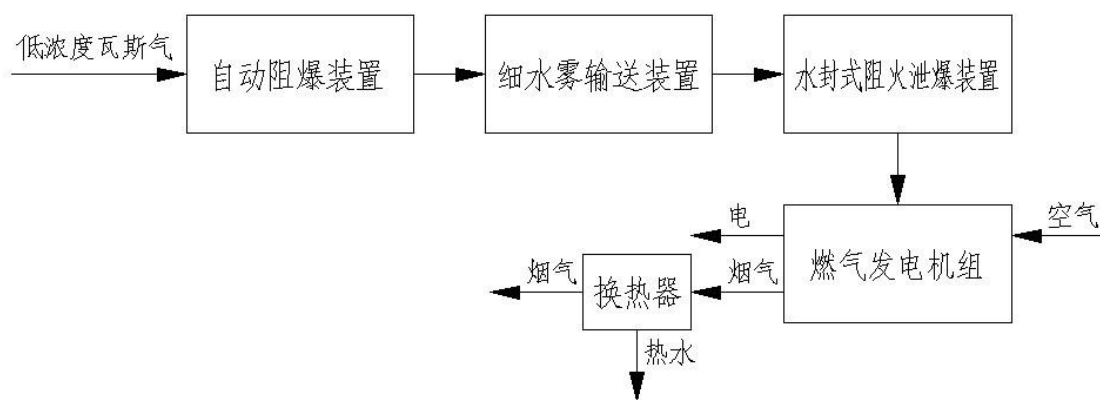 低浓度瓦斯气
自动阻爆装置
细水雾输送装置
水封式阻火泄爆装置
电
空气
燃气发电机组
烟气
换热器
烟气
热水